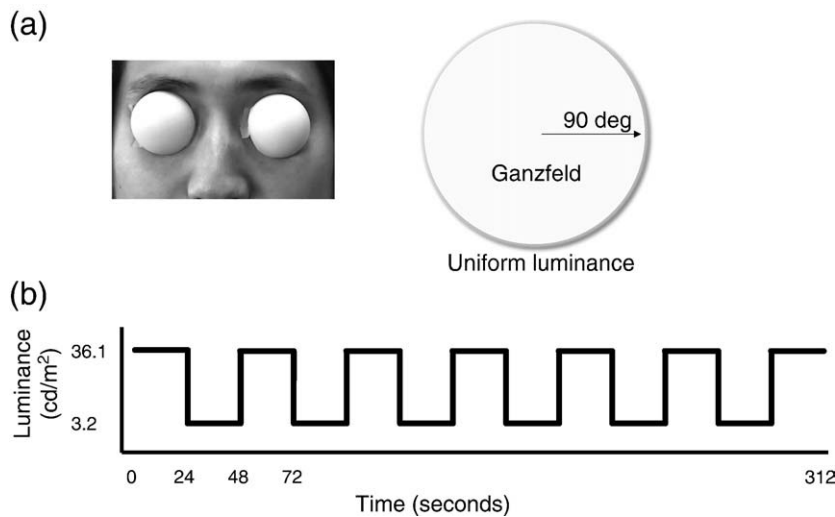 (a)
90 deg
Ganzfeld
Uniform luminance
(b)
Luminance
(cd/m²)
36.1
3.2
0 24 48 72 312
Time (seconds)